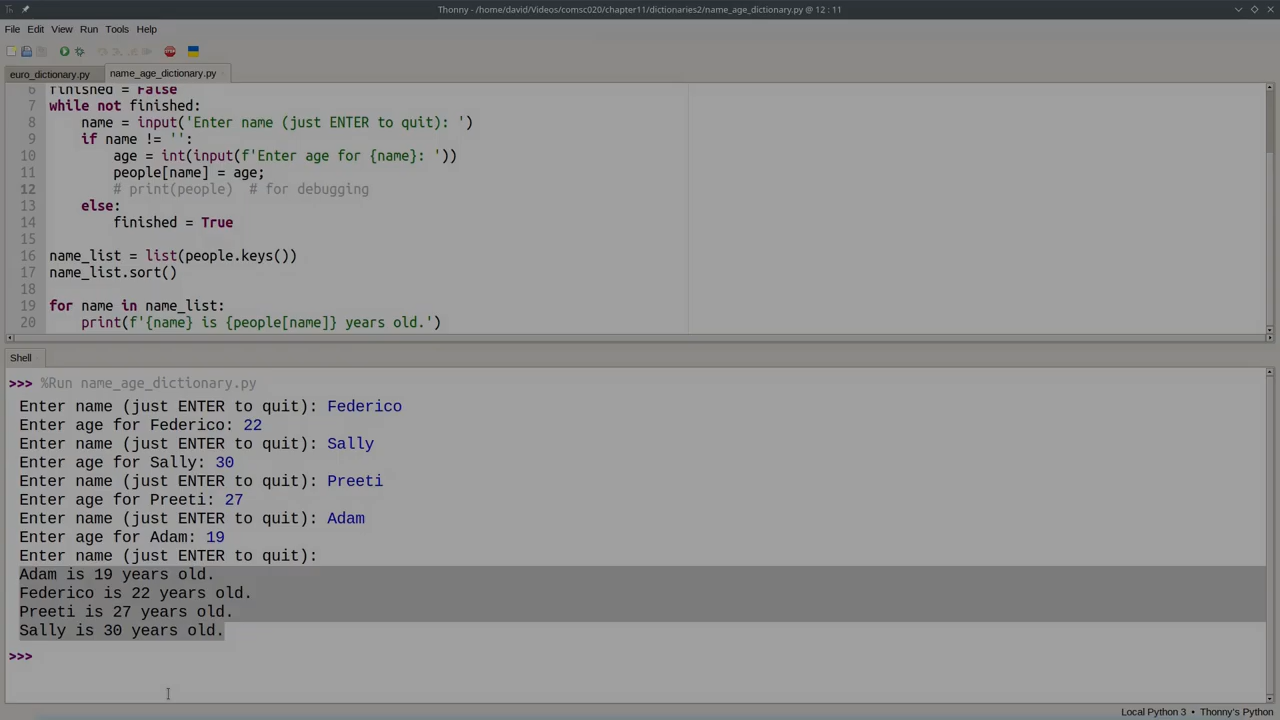 Thonny - /home/david/Videos/comsc020/chapter11/dictionaries2/name_age_dictionary.py @ 12 : 11
File Edit View Run Tools Help
euro_dictionary.py name_age_dictionary.py
6 finished = False
7 while not finished:
8 name = input('Enter name (just ENTER to quit): ')
9 if name != '':
10 age = int(input(f'Enter age for {name}: '))
11 people[name] = age;
12 # print(people)  # for debugging
13 else:
14 finished = True
15
16 name_list = list(people.keys())
17 name_list.sort()
18
19 for name in name_list:
20 print(f'{name} is {people[name]} years old.')
Shell
>>> %Run name_age_dictionary.py
Enter name (just ENTER to quit): Federico
Enter age for Federico: 22
Enter name (just ENTER to quit): Sally
Enter age for Sally: 30
Enter name (just ENTER to quit): Preeti
Enter age for Preeti: 27
Enter name (just ENTER to quit): Adam
Enter age for Adam: 19
Enter name (just ENTER to quit):
Adam is 19 years old.
Federico is 22 years old.
Preeti is 27 years old.
Sally is 30 years old.
>>>
Local Python 3 • Thonny's Python